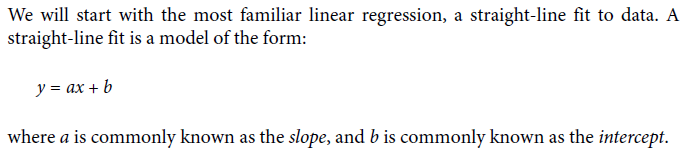 We will start with the most familiar linear regression, a straight-line fit to data. A
straight-line fit is a model of the form:
y = ax + b
where a is commonly known as the slope, and b is commonly known as the intercept.